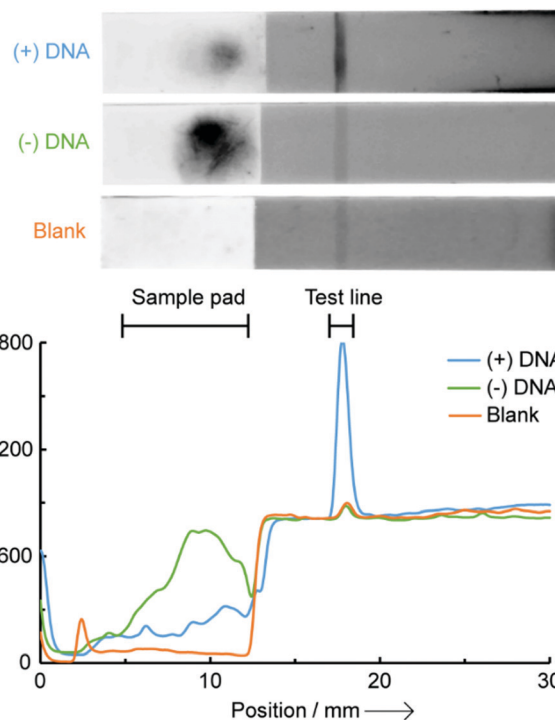 (+) DNA
(-) DNA
Blank
Sample pad
Test line
800
200
600
0
(+) DNA
(-) DNA
Blank
0
10
20
30
Position / mm